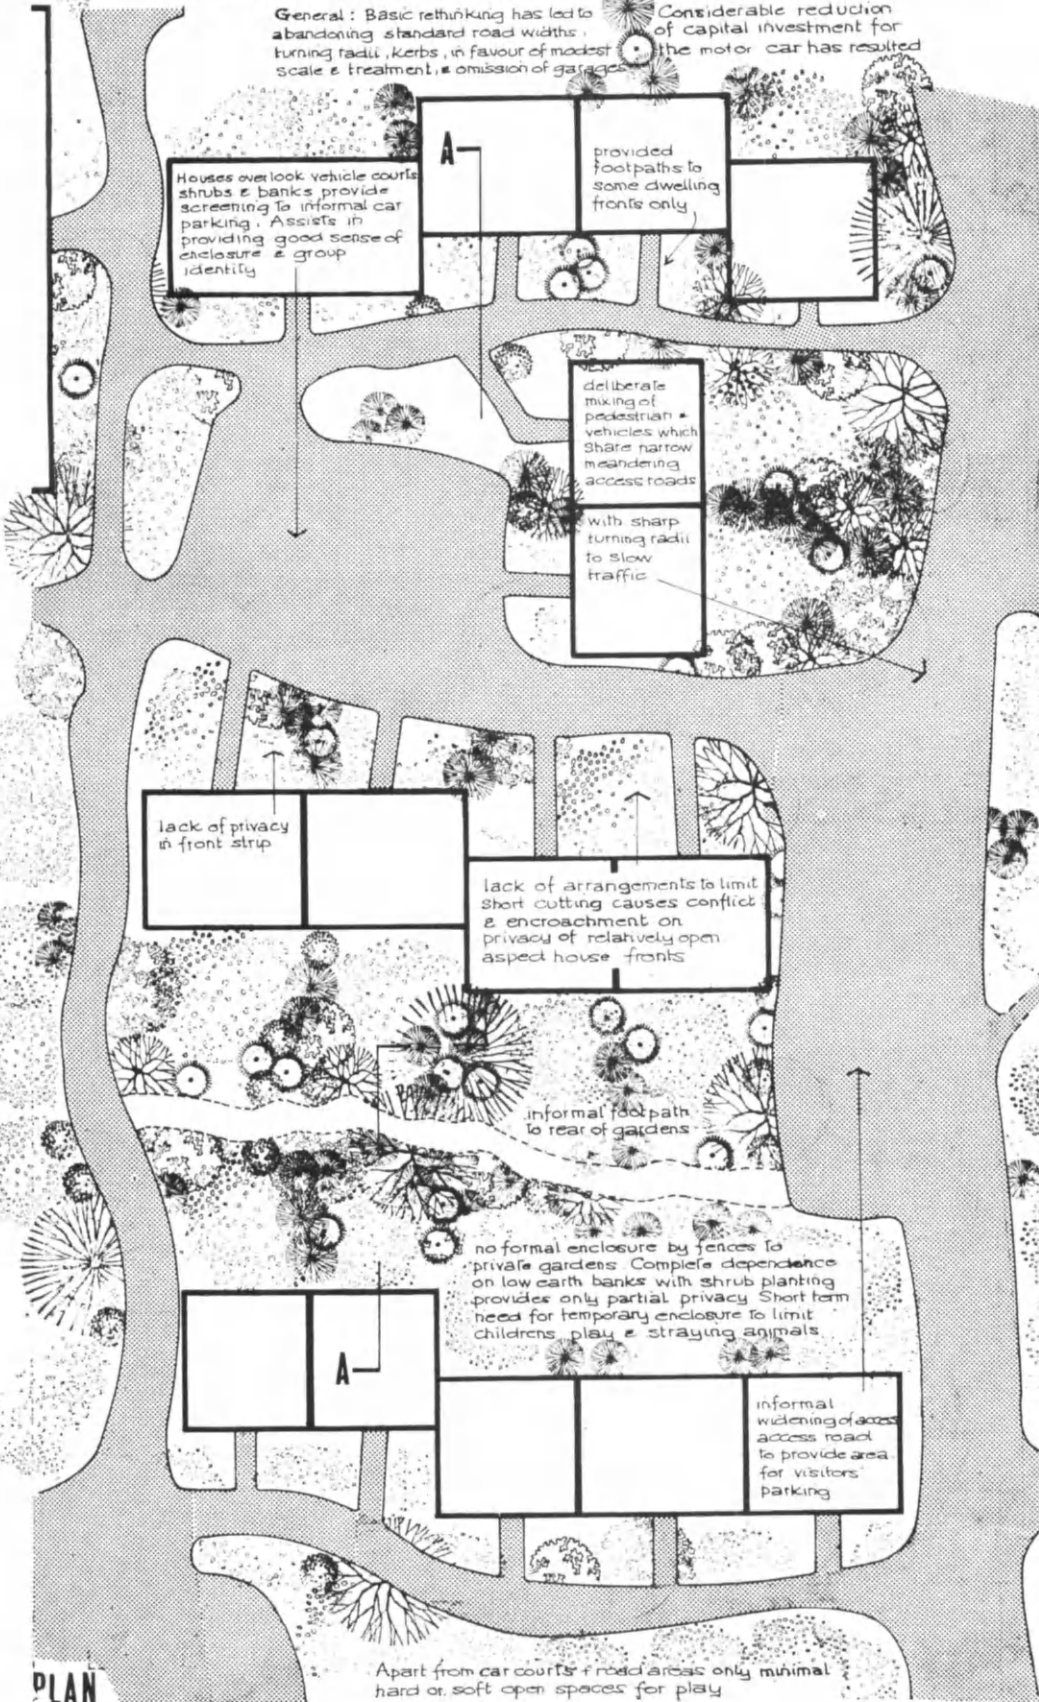 General : Basic rethinking has led to
abandoning standard road widths,
turning radii, kerbs, in favour of modest
scale & treatment, & omission of garages
Considerable reduction
of capital investment for
the motor car has resulted
A
provided
footpaths to
some dwelling
fronts only
Houses overlook vehicle courts
shrubs & banks provide
screening to informal car
parking. Assists in
providing good sense of
enclosure & group
identity
deliberate
mixing of
pedestrian &
vehicles which
share narrow
meandering
access roads
with sharp
turning radii
to slow
traffic
lack of privacy
in front strip
lack of arrangements to limit
short cutting causes conflict
& encroachment on
privacy of relatively open
aspect house fronts
informal footpath
to rear of gardens
no formal enclosure by fences to
private gardens. Complete dependence
on low earth banks with shrub planting
provides only partial privacy Short term
need for temporary enclosure to limit
childrens play & straying animals
A
informal
widening of access
access road
to provide area
for visitors'
parking
PLAN
Apart from car courts + road areas only minimal
hard or soft open spaces for play